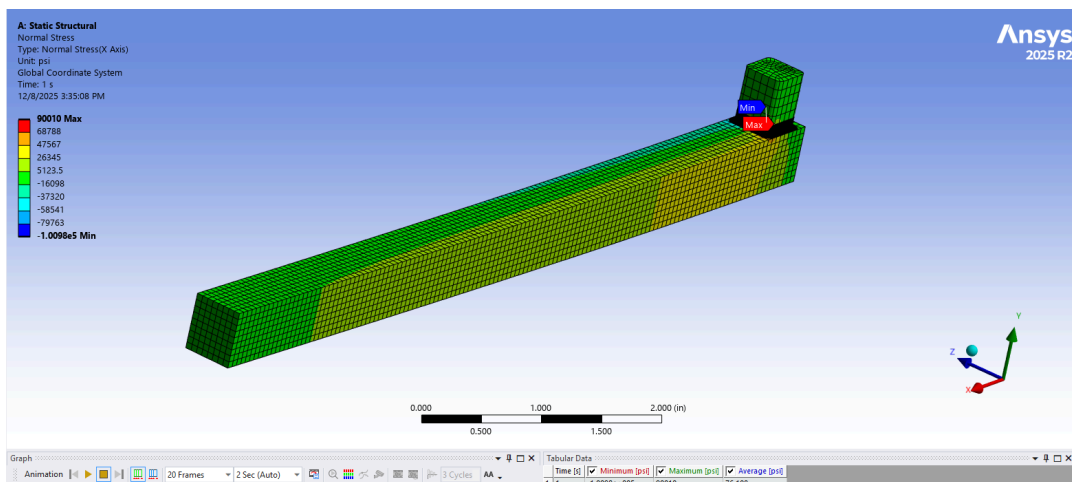 A: Static Structural
Normal Stress
Type: Normal Stress(X Axis)
Unit: psi
Global Coordinate System
Time: 1 s
12/8/2025 3:35:08 PM
90010 Max
68788
47567
26345
5123.5
-16098
-37320
-58541
-79763
-1.0098e5 Min
Ansys
2025 R2
Min
Max
Y
Z
X
0.000 1.000 2.000 (in)
0.500 1.500
Graph
Animation 20 Frames 2 Sec (Auto) 3 Cycles AA
Tabular Data
Time [s] Minimum [psi] Maximum [psi] Average [psi]